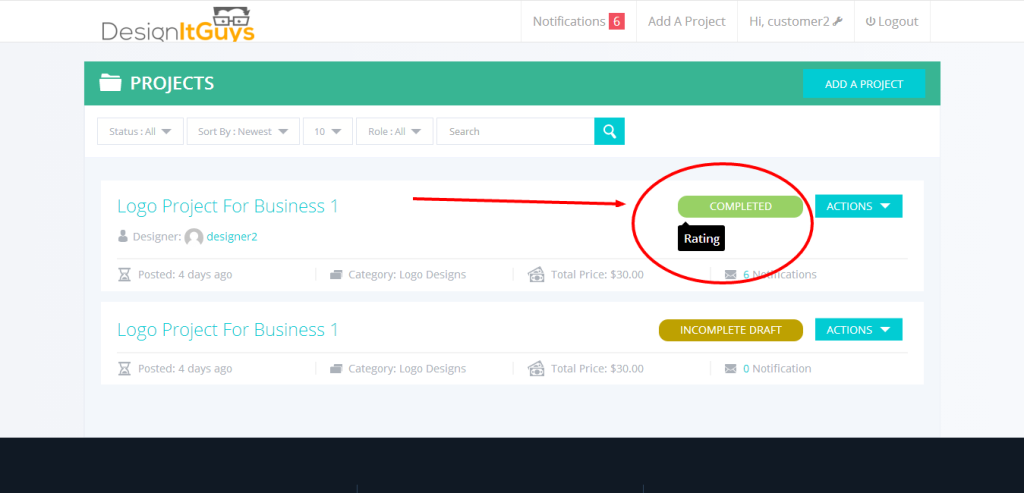 DesignItGuys
Notifications 6 Add A Project Hi, customer2 Logout
PROJECTS ADD A PROJECT
Status : All Sort By : Newest 10 Role : All Search
Logo Project For Business 1 COMPLETED ACTIONS
Designer: designer2 Rating
Posted: 4 days ago Category: Logo Designs Total Price: $30.00 6 Notifications
Logo Project For Business 1 INCOMPLETE DRAFT ACTIONS
Posted: 4 days ago Category: Logo Designs Total Price: $30.00 0 Notification